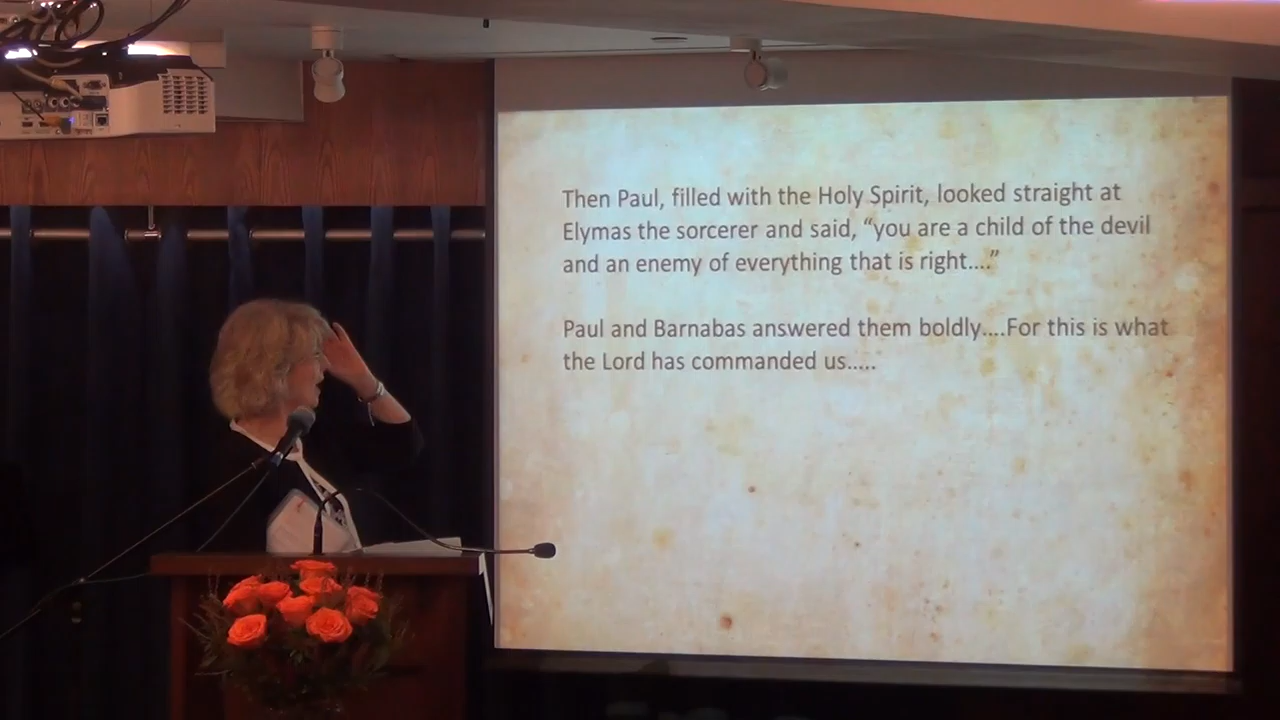 Then Paul, filled with the Holy Spirit, looked straight at
Elymas the sorcerer and said, “you are a child of the devil
and an enemy of everything that is right....”
Paul and Barnabas answered them boldly....For this is what
the Lord has commanded us.....